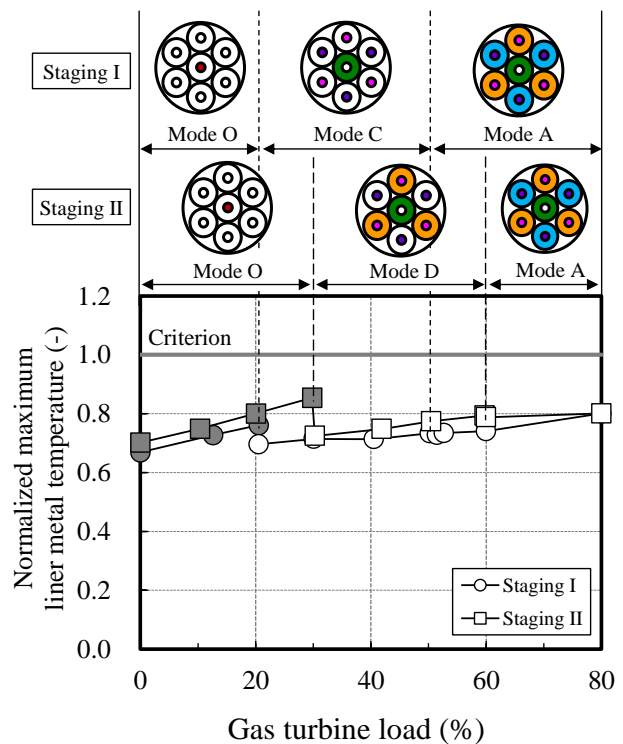 Staging I
Mode O
Mode C
Mode A
Staging II
Mode O
Mode D
Mode A
Normalized maximum
liner metal temperature (-)
1.2
1.0
0.8
0.6
0.4
0.2
0.0
Criterion
Staging I
Staging II
0
20
40
60
80
Gas turbine load (%)